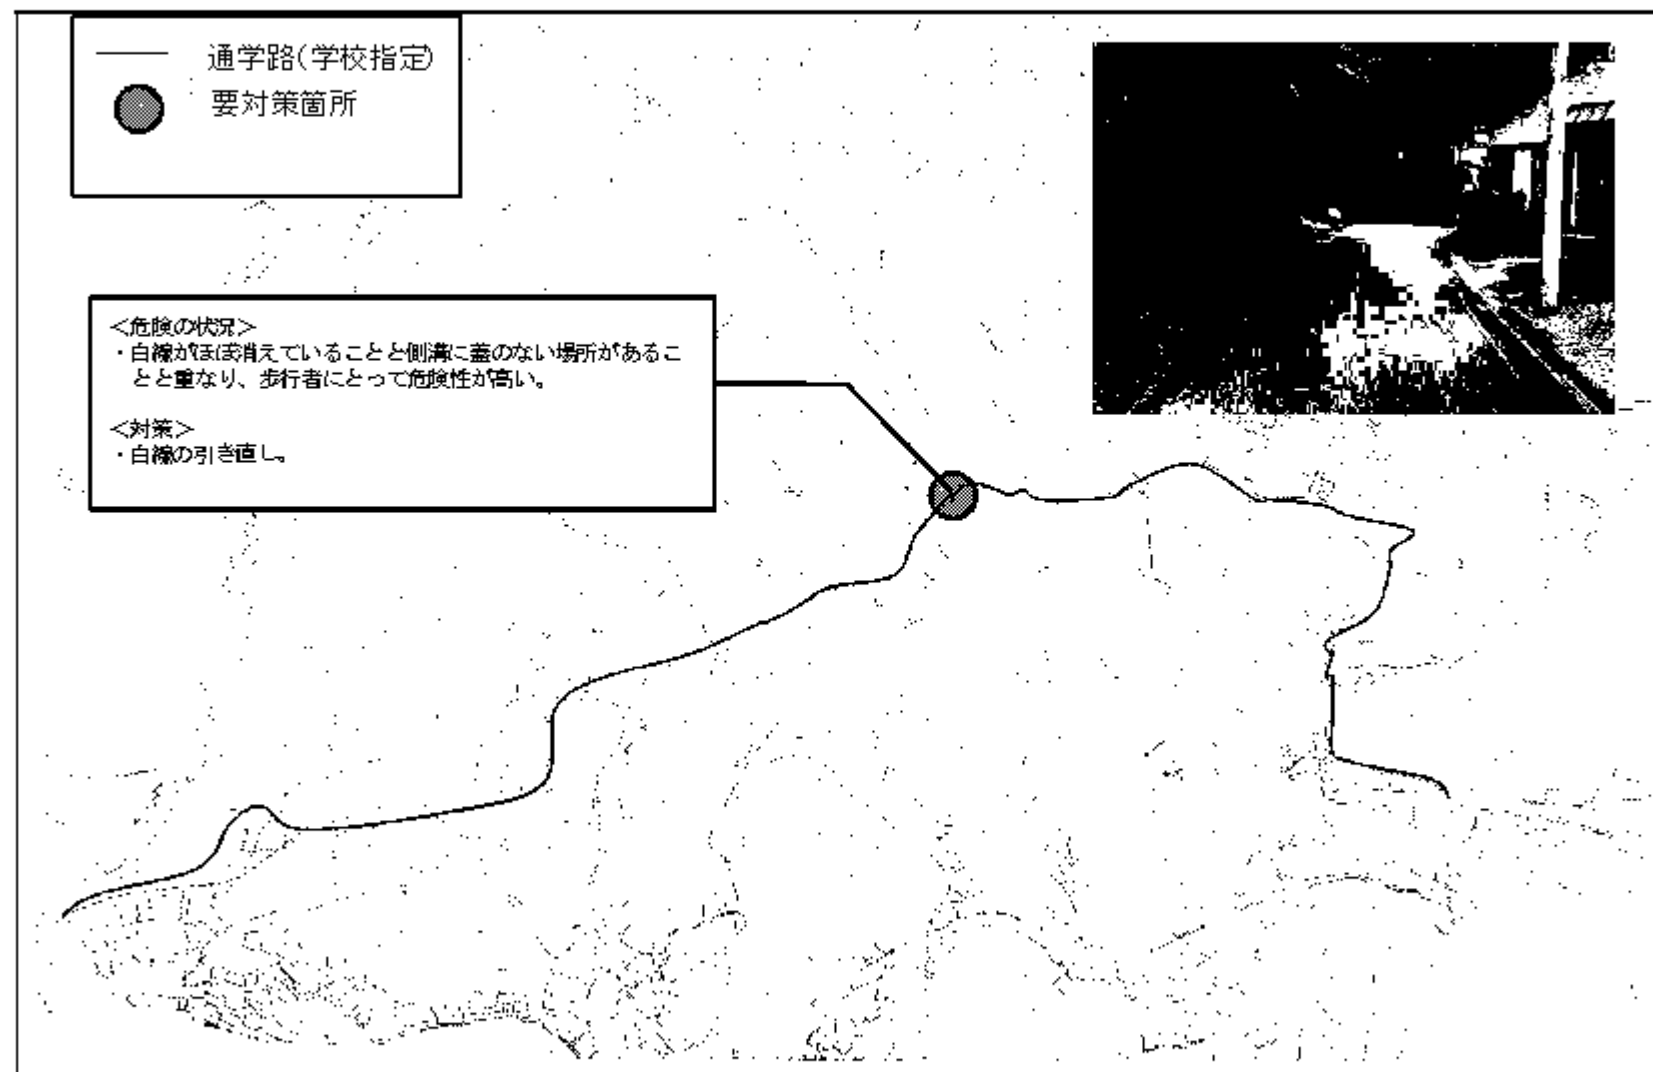 通学路(学校指定)
要対策箇所
＜危険の状況＞
・白線がほぼ消えていることと側溝に蓋のない場所があるこ
とと重なり、歩行者にとって危険性が高い。
＜対策＞
・白線の引き直し。